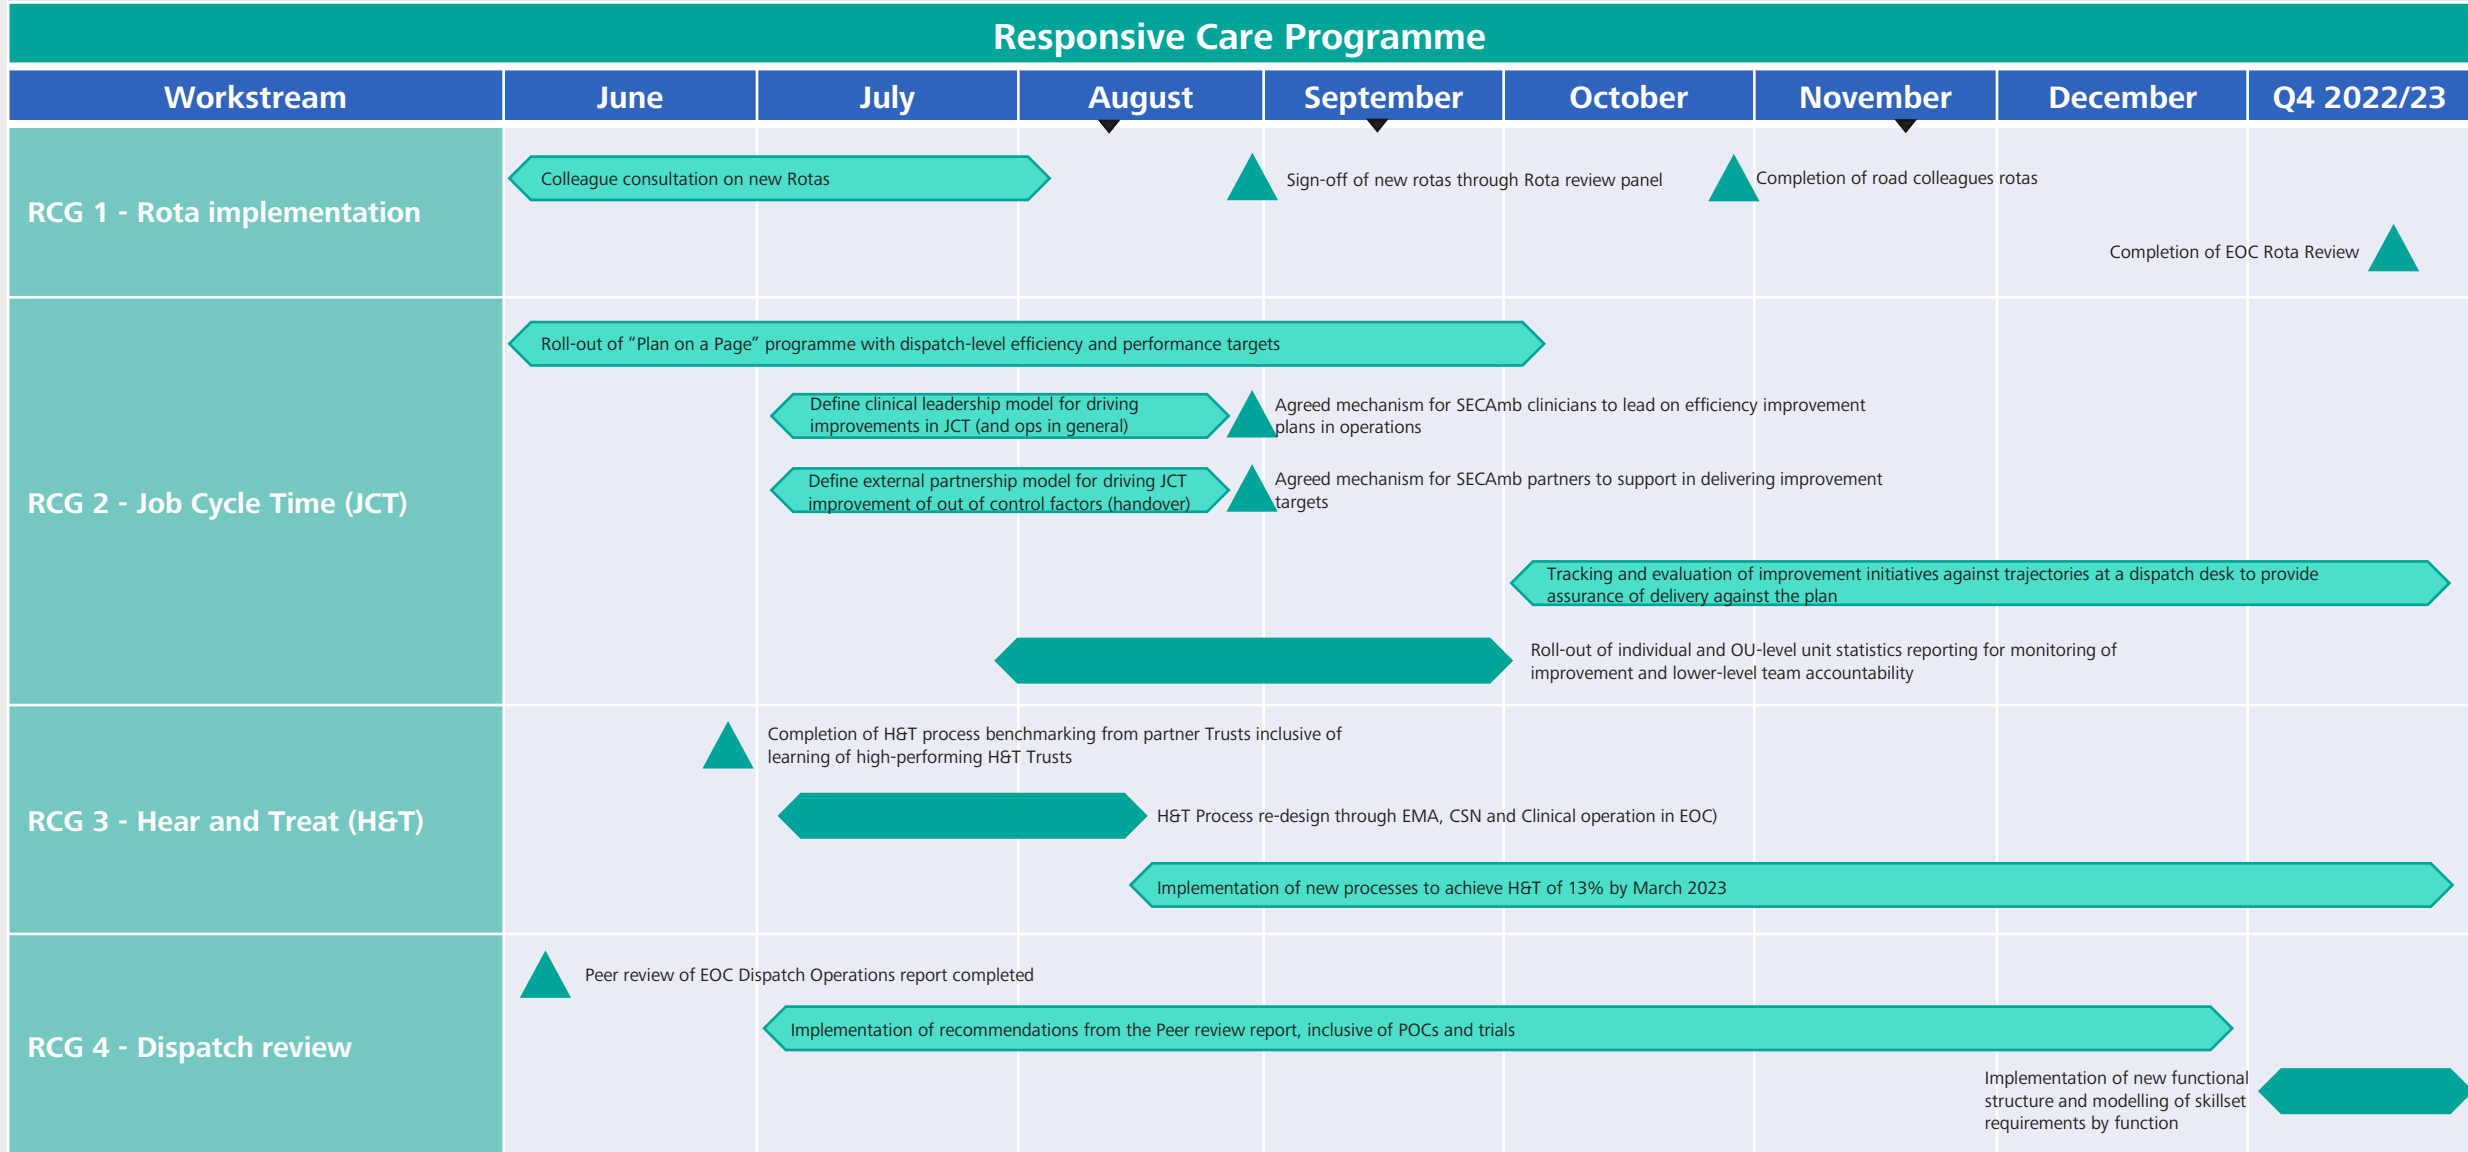 Responsive Care Programme
Workstream June July August September October November December Q4 2022/23
RCG 1 - Rota implementation
Colleague consultation on new Rotas
Sign-off of new rotas through Rota review panel
Completion of road colleagues rotas
Completion of EOC Rota Review
RCG 2 - Job Cycle Time (JCT)
Roll-out of “Plan on a Page” programme with dispatch-level efficiency and performance targets
Define clinical leadership model for driving
improvements in JCT (and ops in general)
Agreed mechanism for SECAmb clinicians to lead on efficiency improvement
plans in operations
Define external partnership model for driving JCT
improvement of out of control factors (handover)
Agreed mechanism for SECAmb partners to support in delivering improvement
targets
Tracking and evaluation of improvement initiatives against trajectories at a dispatch desk to provide
assurance of delivery against the plan
Roll-out of individual and OU-level unit statistics reporting for monitoring of
improvement and lower-level team accountability
RCG 3 - Hear and Treat (H&T)
Completion of H&T process benchmarking from partner Trusts inclusive of
learning of high-performing H&T Trusts
H&T Process re-design through EMA, CSN and Clinical operation in EOC)
Implementation of new processes to achieve H&T of 13% by March 2023
RCG 4 - Dispatch review
Peer review of EOC Dispatch Operations report completed
Implementation of recommendations from the Peer review report, inclusive of POCs and trials
Implementation of new functional
structure and modelling of skillset
requirements by function